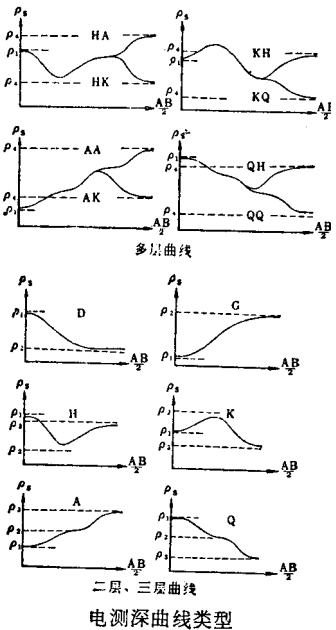 ρs
ρ4 HA
ρ1
ρ4 HK
AB/2
ρs
ρ4 KH
ρ1
ρ4 KQ
AB/2
ρs
ρ4 AA
ρ4 AK
ρ1
AB/2
ρs
ρ1
ρ4 QH
ρ4 QQ
AB/2
多层曲线
ρs
ρ1 D
ρ2
AB/2
ρs
ρ2 G
ρ1
AB/2
ρs
ρ1 H
ρ3
ρ2
AB/2
ρs
ρ2 K
ρ1
AB/2
ρs
ρ3 A
ρ2
ρ1
AB/2
ρs
ρ1 Q
ρ2
ρ3
AB/2
二层、三层曲线
电测深曲线类型